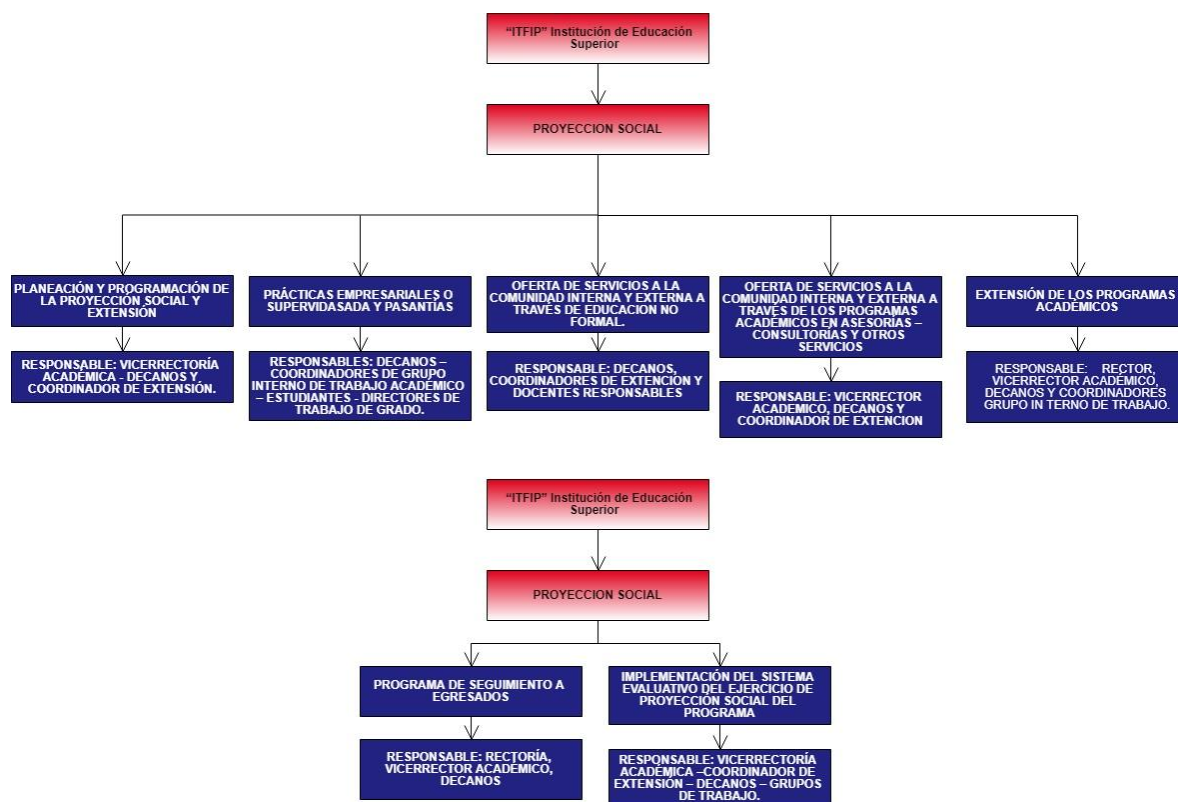 “ITFIP” Institución de Educación
Superior
PROYECCION SOCIAL
PLANEACIÓN Y PROGRAMACIÓN DE
LA PROYECCIÓN SOCIAL Y
EXTENSIÓN
RESPONSABLE: VICERRECTORÍA
ACADÉMICA - DECANOS Y
COORDINADOR DE EXTENSIÓN.
PRÁCTICAS EMPRESARIALES O
SUPERVIDASADA Y PASANTÍAS
RESPONSABLES: DECANOS –
COORDINADORES DE GRUPO
INTERNO DE TRABAJO ACADÉMICO
– ESTUDIANTES - DIRECTORES DE
TRABAJO DE GRADO.
OFERTA DE SERVICIOS A LA
COMUNIDAD INTERNA Y EXTERNA A
TRAVÉS DE EDUCACION NO
FORMAL.
RESPONSABLE: DECANOS,
COORDINADORES DE EXTENCION Y
DOCENTES RESPONSABLES
OFERTA DE SERVICIOS A LA
COMUNIDAD INTERNA Y EXTERNA A
TRAVÉS DE LOS PROGRAMAS
ACADÉMICOS EN ASESORÍAS –
CONSULTORÍAS Y OTROS
SERVICIOS
RESPONSABLE: VICERRECTOR
ACADEMICO, DECANOS Y
COORDINADOR DE EXTENCION
EXTENSIÓN DE LOS PROGRAMAS
ACADÉMICOS
RESPONSABLE: RECTOR,
VICERRECTOR ACADÉMICO,
DECANOS Y COORDINADORES
GRUPO IN TERNO DE TRABAJO.
“ITFIP” Institución de Educación
Superior
PROYECCION SOCIAL
PROGRAMA DE SEGUIMIENTO A
EGRESADOS
RESPONSABLE: RECTORÍA,
VICERRECTOR ACADÉMICO,
DECANOS
IMPLEMENTACIÓN DEL SISTEMA
EVALUATIVO DEL EJERCICIO DE
PROYECCIÓN SOCIAL DEL
PROGRAMA
RESPONSABLE: VICERRECTORÍA
ACADÉMICA –COORDINADOR DE
EXTENSIÓN – DECANOS – GRUPOS
DE TRABAJO.